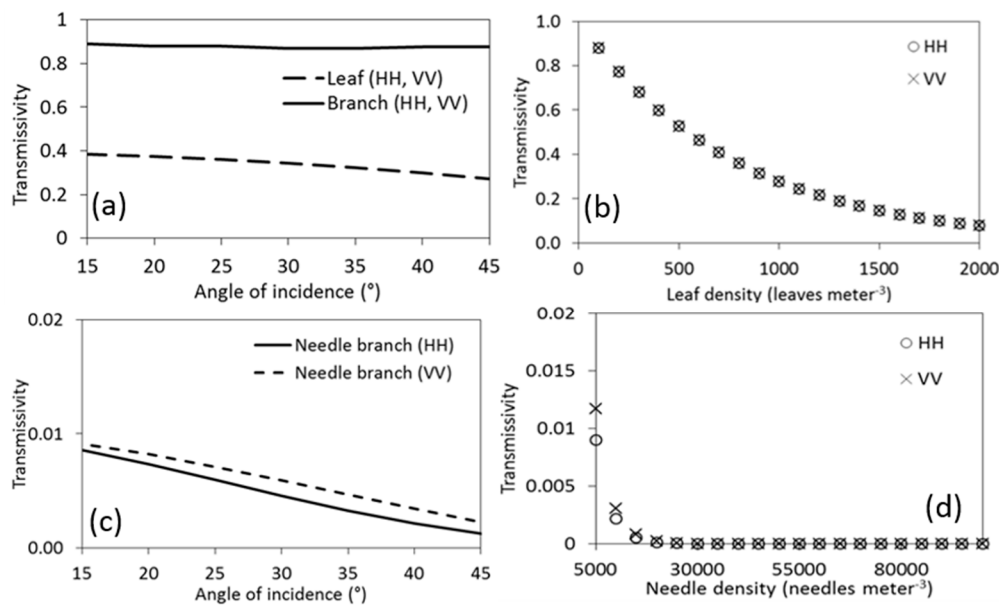 1
0.8
0.6
0.4
0.2
0
Transmissivity
Leaf (HH, VV)
Branch (HH, VV)
(a)
15 20 25 30 35 40 45
Angle of incidence (°)
1.0
0.8
0.6
0.4
0.2
0.0
Transmissivity
HH
VV
(b)
0 500 1000 1500 2000
Leaf density (leaves meter-3)
0.02
0.01
0.00
Transmissivity
Needle branch (HH)
Needle branch (VV)
(c)
15 20 25 30 35 40 45
Angle of incidence (°)
0.02
0.015
0.01
0.005
0
Transmissivity
HH
VV
(d)
5000 30000 55000 80000
Needle density (needles meter-3)